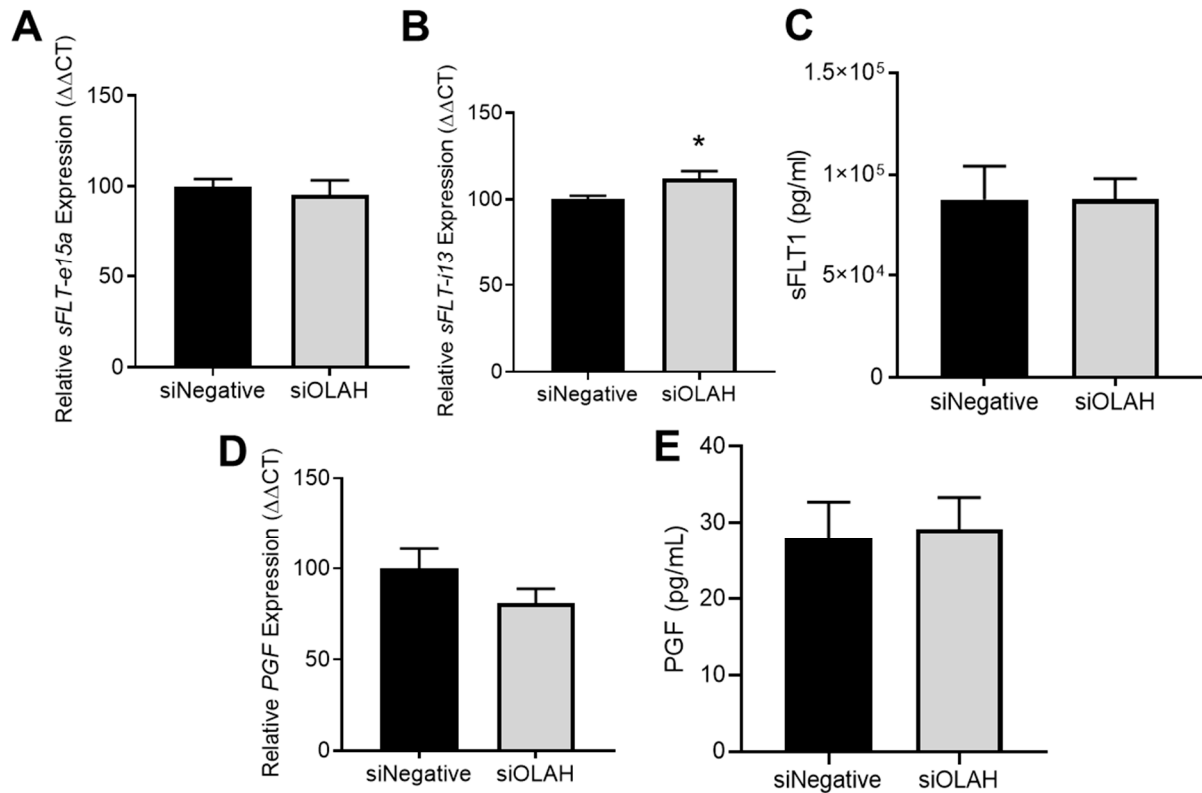 A
Relative sFLT-e15a Expression (ΔΔCT)
150
100
50
0
siNegative
siOLAH
B
Relative sFLT-i13 Expression (ΔΔCT)
150
100
50
0
*
siNegative
siOLAH
C
sFLT1 (pg/ml)
1.5×10⁵
1×10⁵
5×10⁴
0
siNegative
siOLAH
D
Relative PGF Expression (ΔΔCT)
150
100
50
0
siNegative
siOLAH
E
PGF (pg/mL)
40
30
20
10
0
siNegative
siOLAH